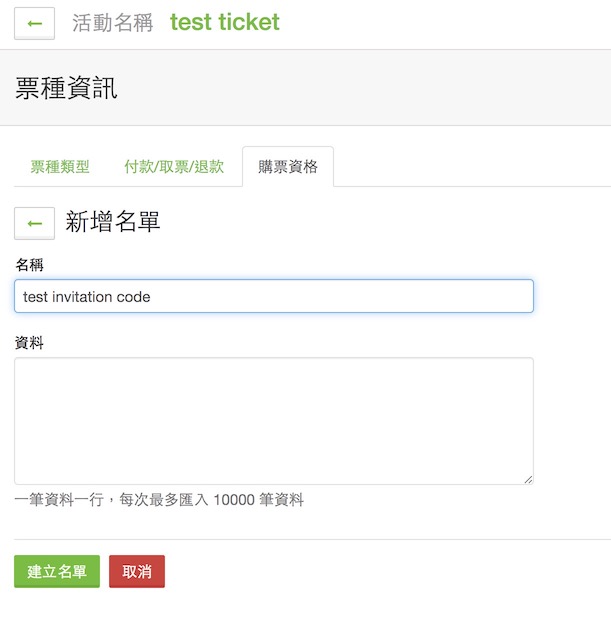 ← 活動名稱 test ticket
票種資訊
票種類型 付款/取票/退款 購票資格
← 新增名單
名稱
test invitation code
資料
一筆資料一行，每次最多匯入 10000 筆資料
建立名單 取消